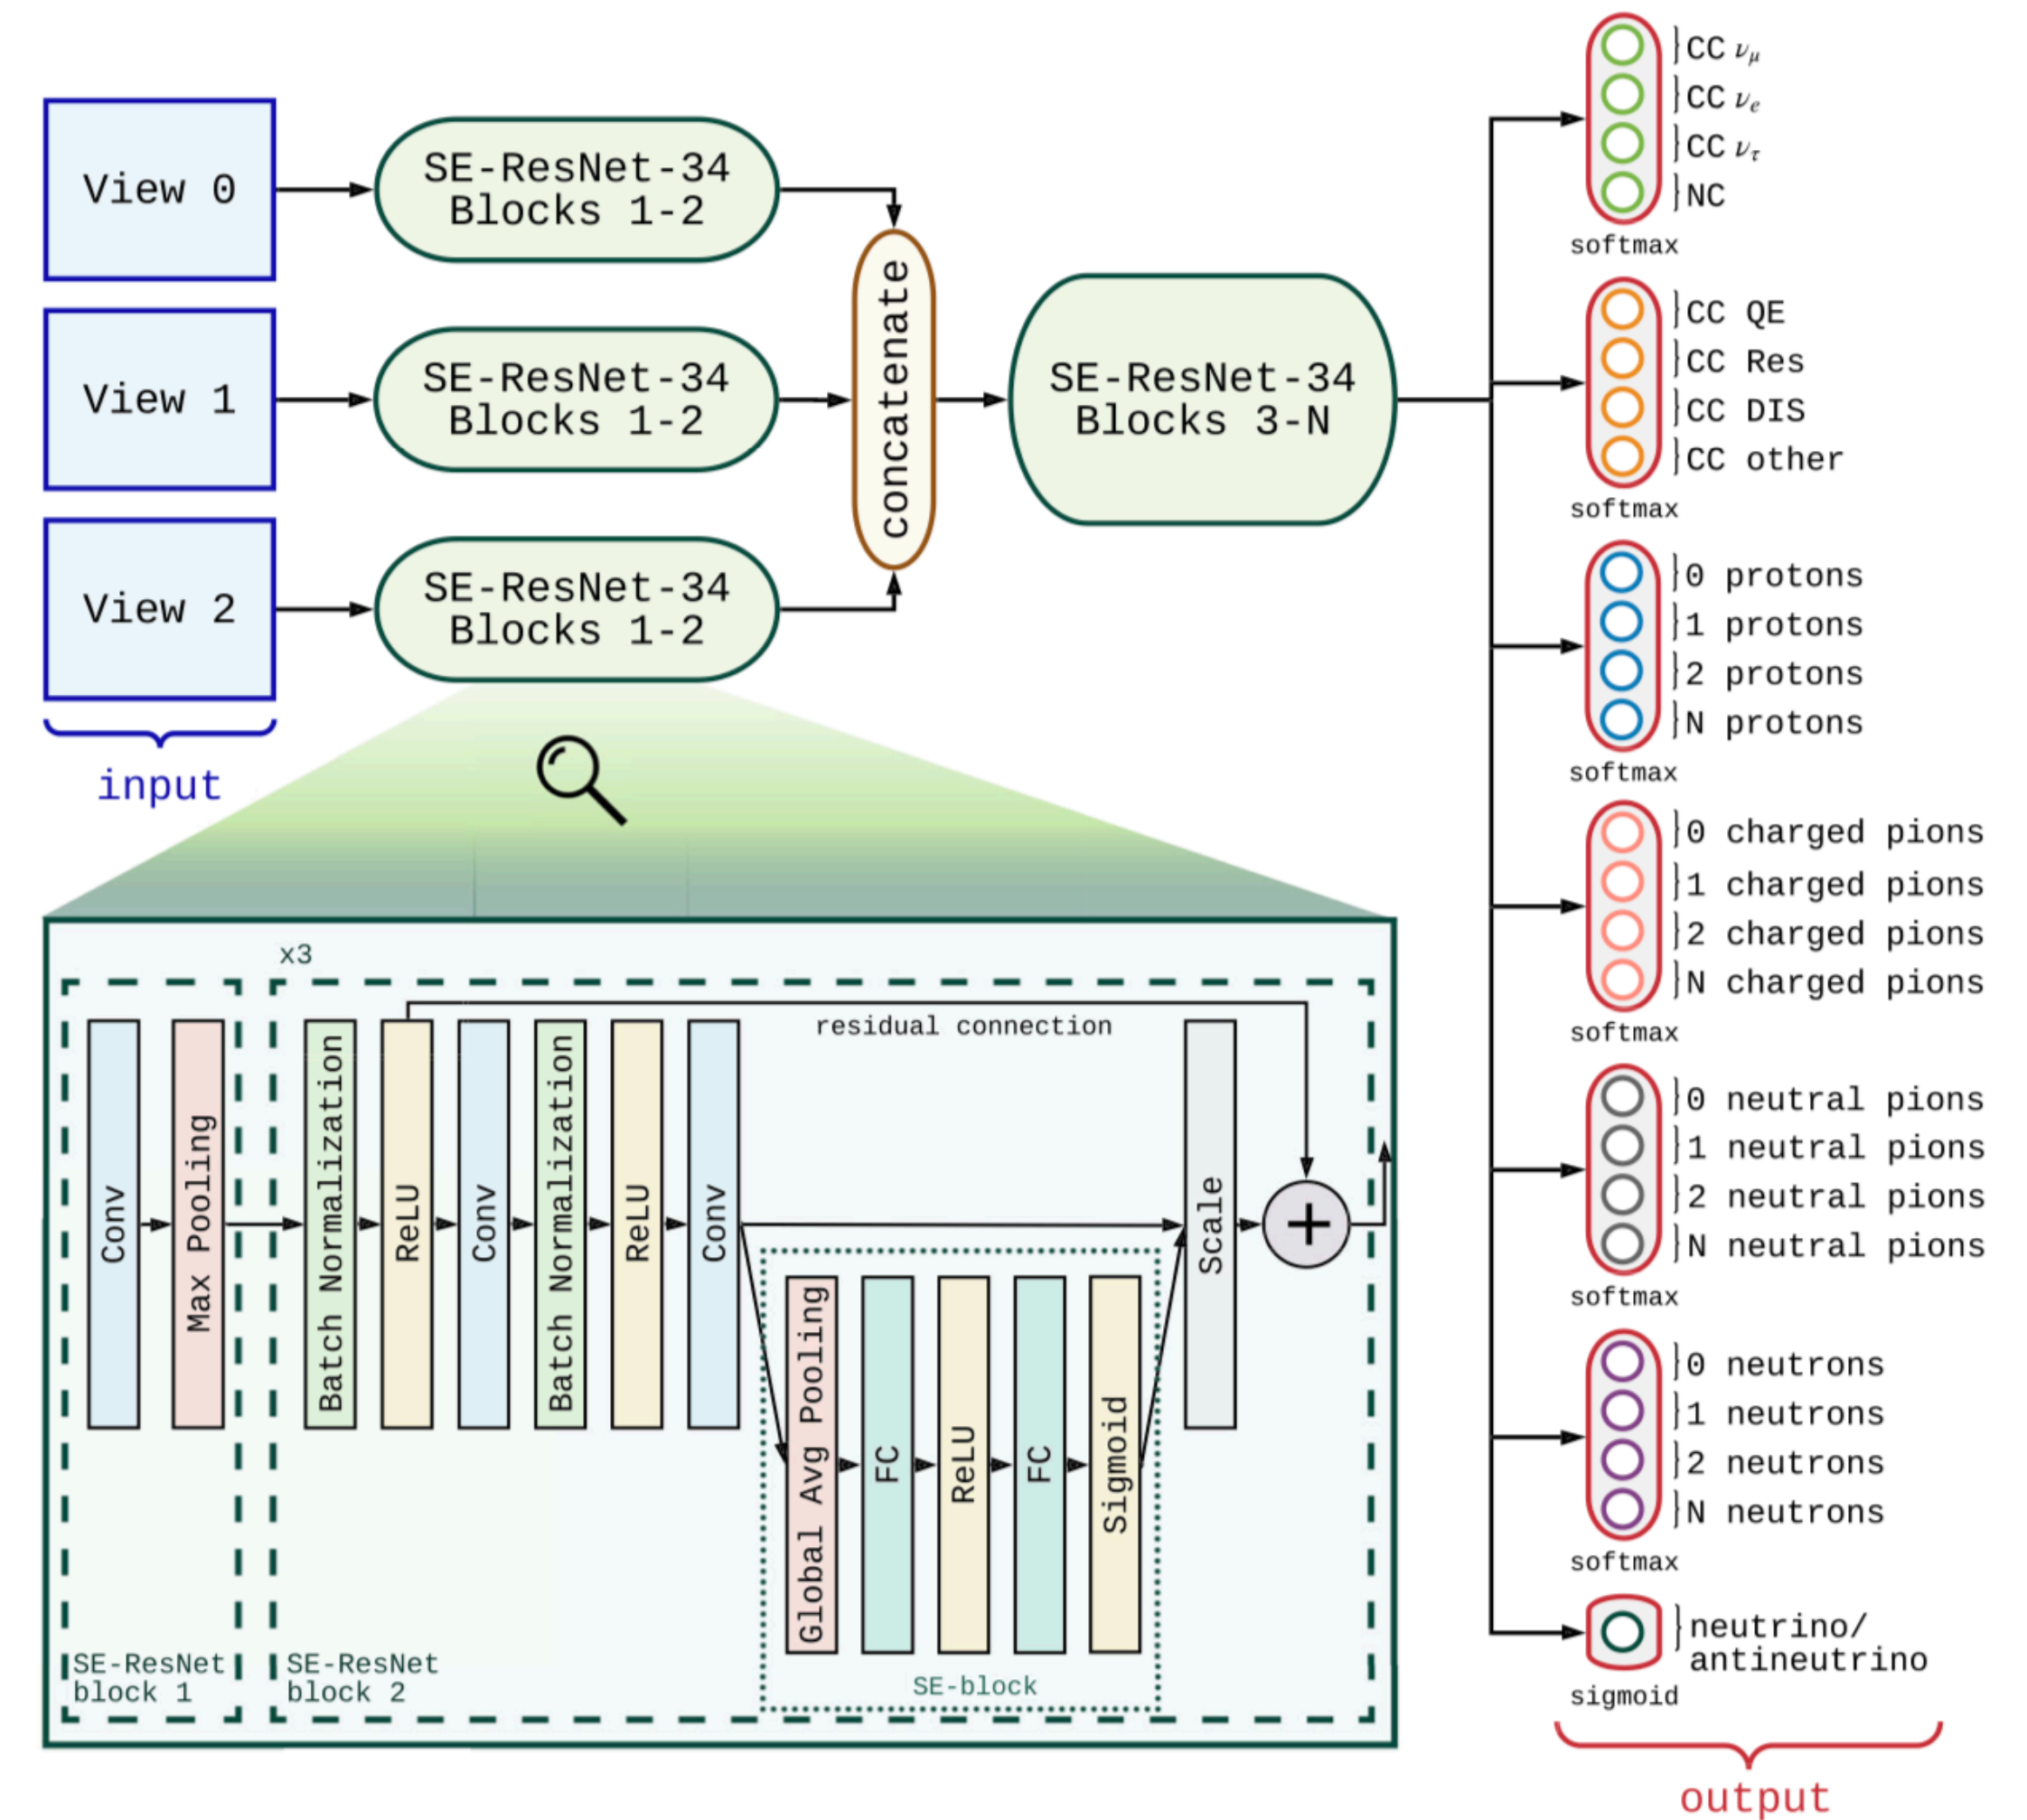 View 0
SE-ResNet-34
Blocks 1-2
View 1
SE-ResNet-34
Blocks 1-2
View 2
SE-ResNet-34
Blocks 1-2
input
concatenate
SE-ResNet-34
Blocks 3-N
x3
residual connection
Conv
Max Pooling
Batch Normalization
ReLU
Conv
Batch Normalization
ReLU
Conv
Global Avg Pooling
FC
ReLU
FC
Sigmoid
Scale
+
SE-ResNet
block 1
SE-ResNet
block 2
SE-block
CC νμ
CC νe
CC ντ
NC
softmax
CC QE
CC Res
CC DIS
CC other
softmax
0 protons
1 protons
2 protons
N protons
softmax
0 charged pions
1 charged pions
2 charged pions
N charged pions
softmax
0 neutral pions
1 neutral pions
2 neutral pions
N neutral pions
softmax
0 neutrons
1 neutrons
2 neutrons
N neutrons
softmax
neutrino/
antineutrino
sigmoid
output